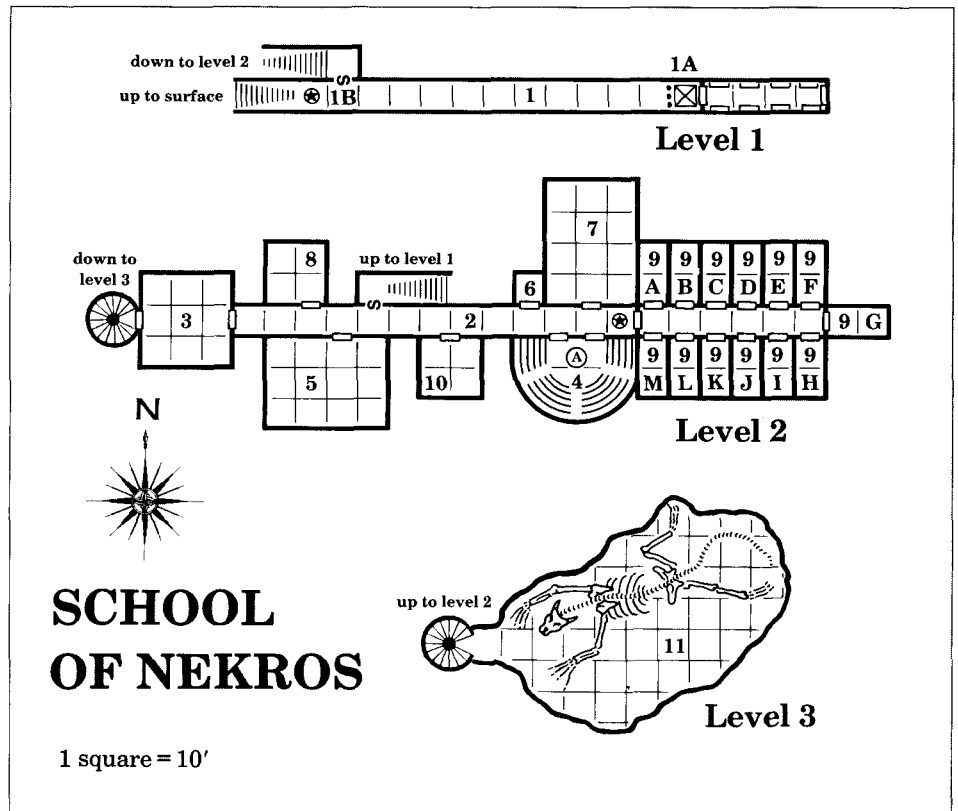 down to level 2
1A
up to surface
S
1B
1
Level 1
7
down to
level 3
8
up to level 1
9
A
9
B
9
C
9
D
9
E
9
F
6
S
3
2
9 G
A
4
5
10
9
M
9
L
9
K
9
J
9
I
9
H
Level 2
N
SCHOOL
OF NEKROS
up to level 2
11
Level 3
1 square = 10'